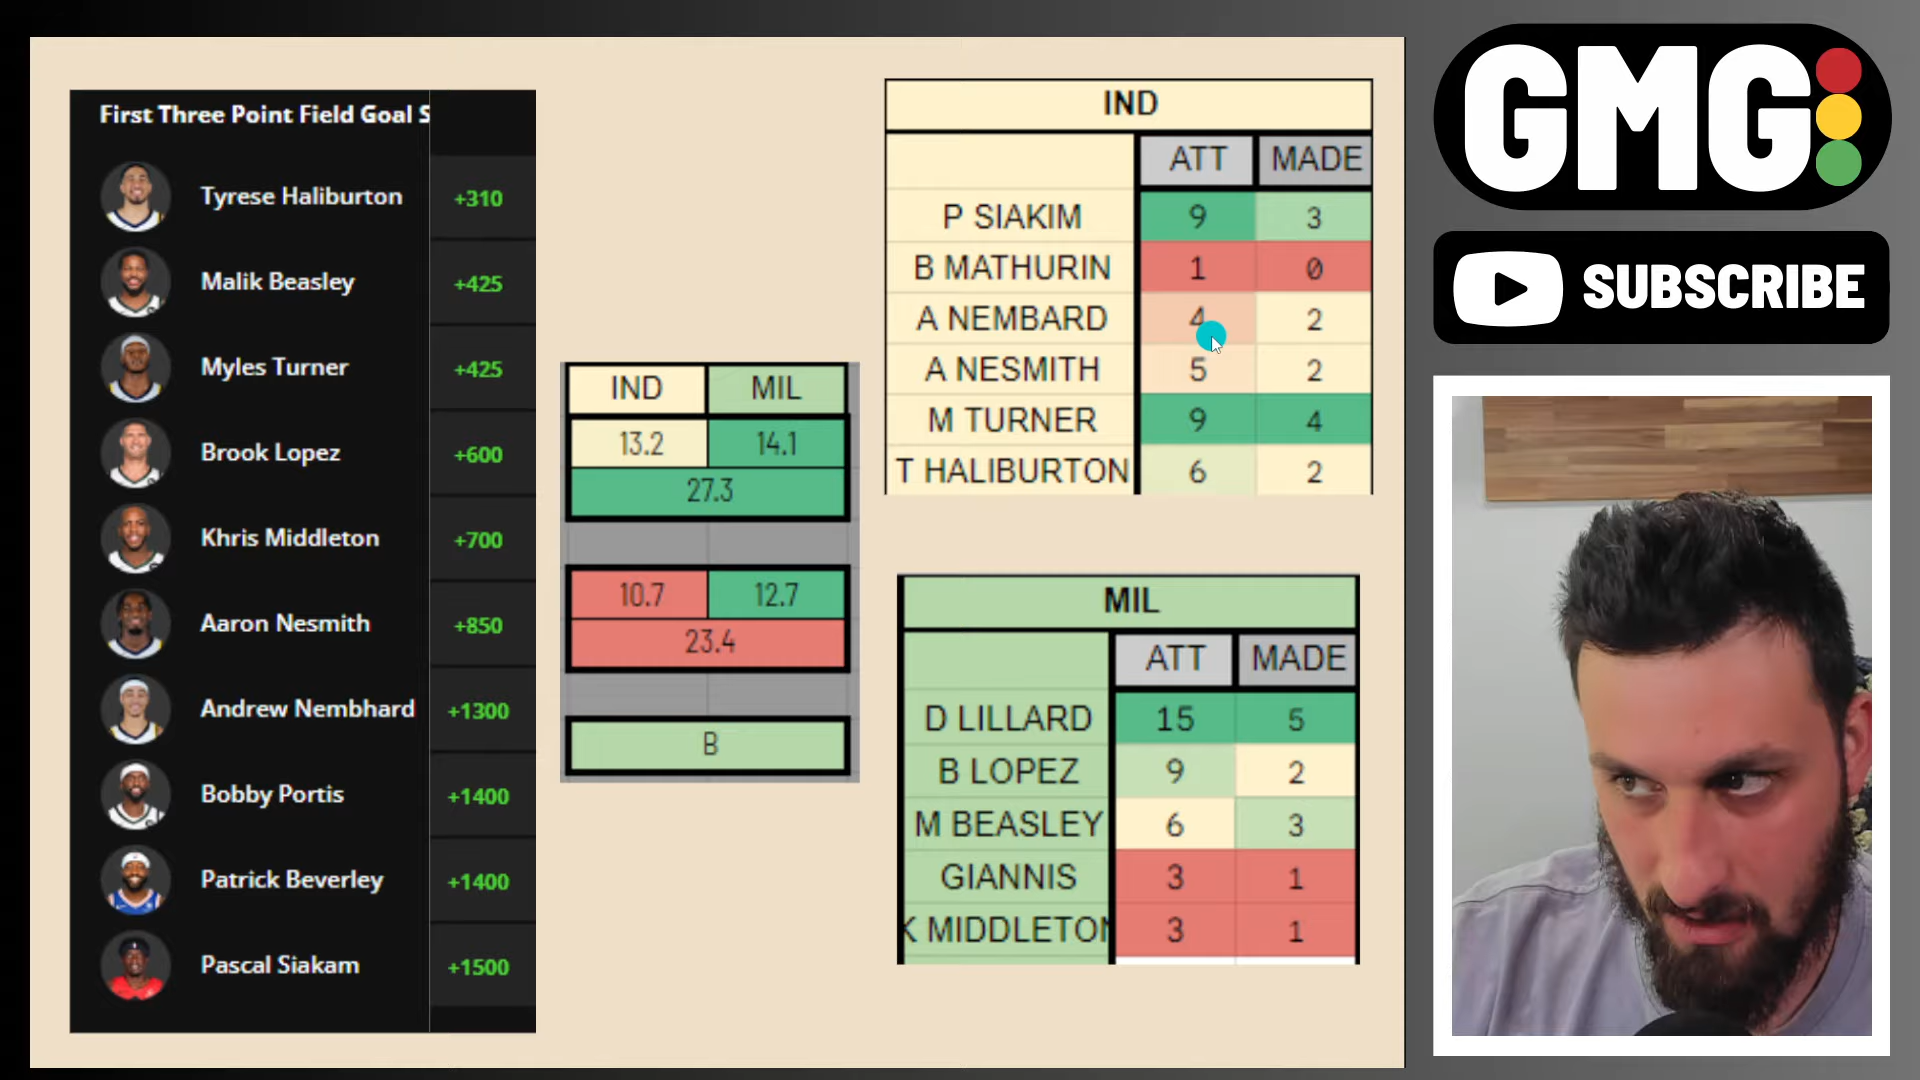 First Three Point Field Goal S
Tyrese Haliburton +310
Malik Beasley +425
Myles Turner +425
Brook Lopez +600
Khris Middleton +700
Aaron Nesmith +850
Andrew Nembhard +1300
Bobby Portis +1400
Patrick Beverley +1400
Pascal Siakam +1500
IND MIL
13.2 14.1
27.3
10.7 12.7
23.4
B
IND
ATT MADE
P SIAKIM 9 3
B MATHURIN 1 0
A NEMBARD 4 2
A NESMITH 5 2
M TURNER 9 4
T HALIBURTON 6 2
MIL
ATT MADE
D LILLARD 15 5
B LOPEZ 9 2
M BEASLEY 6 3
GIANNIS 3 1
K MIDDLETON 3 1
GMG
SUBSCRIBE